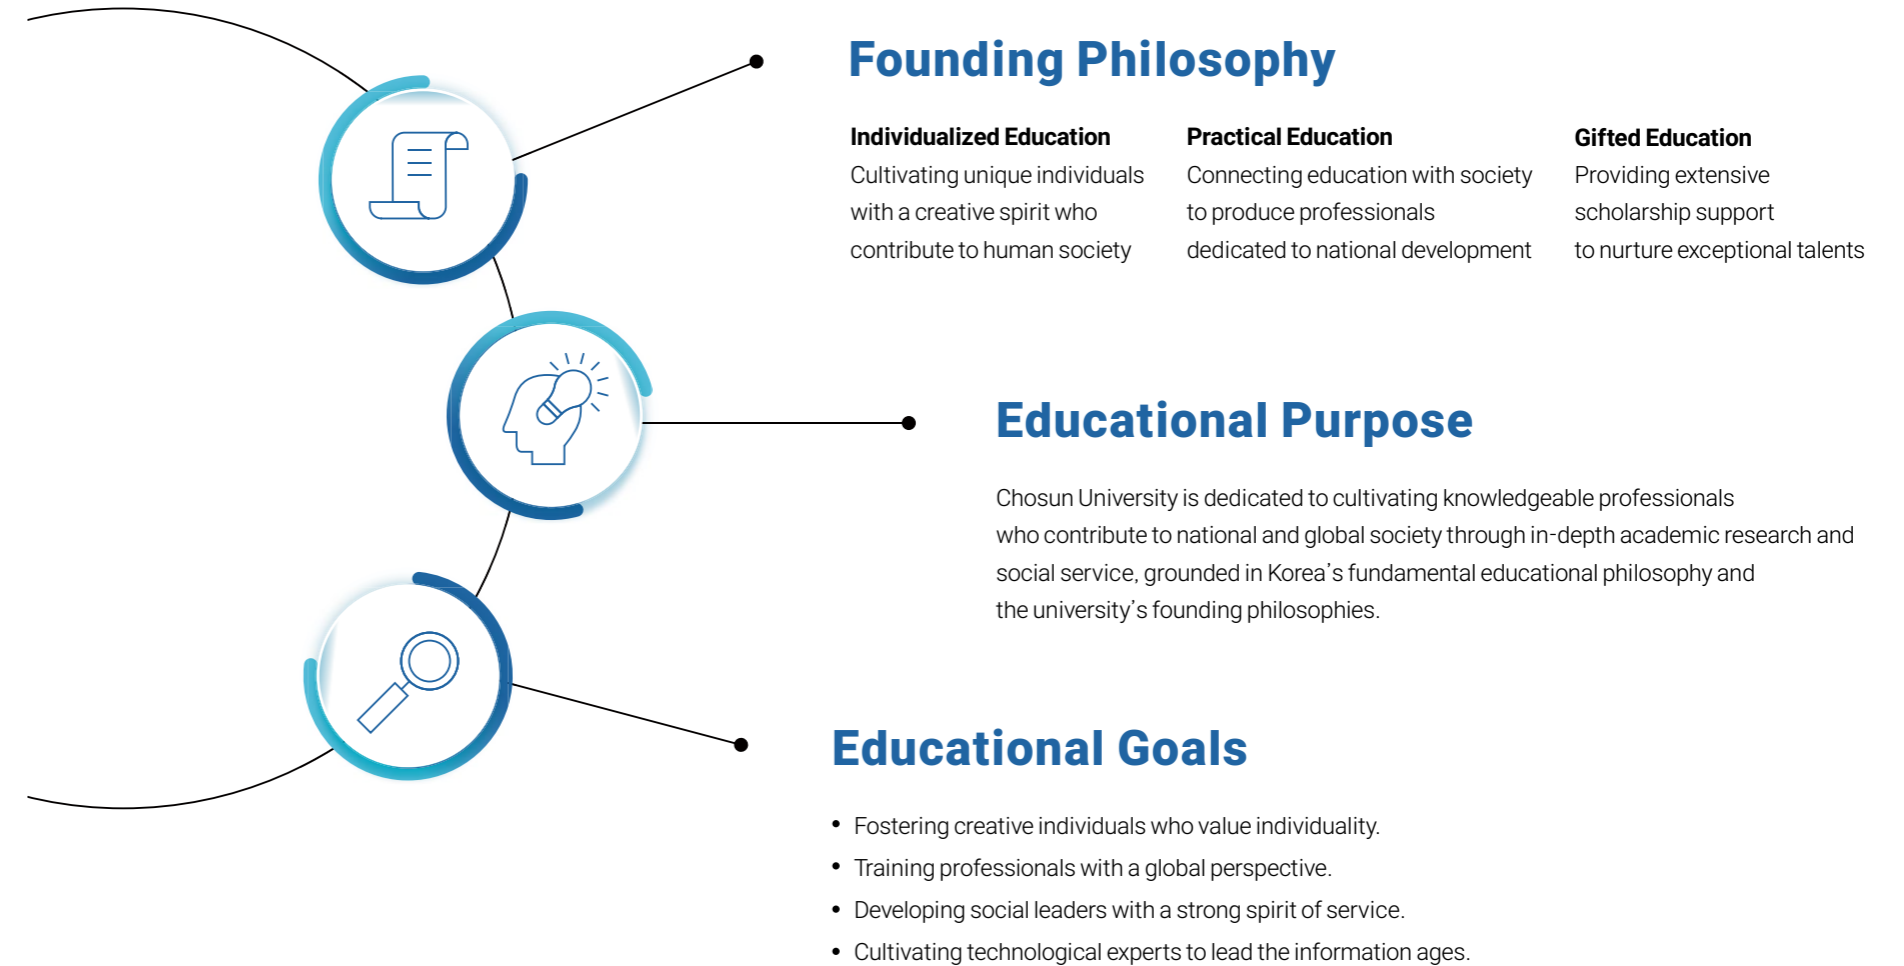 Founding Philosophy
Individualized Education
Cultivating unique individuals
with a creative spirit who
contribute to human society
Practical Education
Connecting education with society
to produce professionals
dedicated to national development
Gifted Education
Providing extensive
scholarship support
to nurture exceptional talents
Educational Purpose
Chosun University is dedicated to cultivating knowledgeable professionals
who contribute to national and global society through in-depth academic research and
social service, grounded in Korea’s fundamental educational philosophy and
the university’s founding philosophies.
Educational Goals
• Fostering creative individuals who value individuality.
• Training professionals with a global perspective.
• Developing social leaders with a strong spirit of service.
• Cultivating technological experts to lead the information ages.